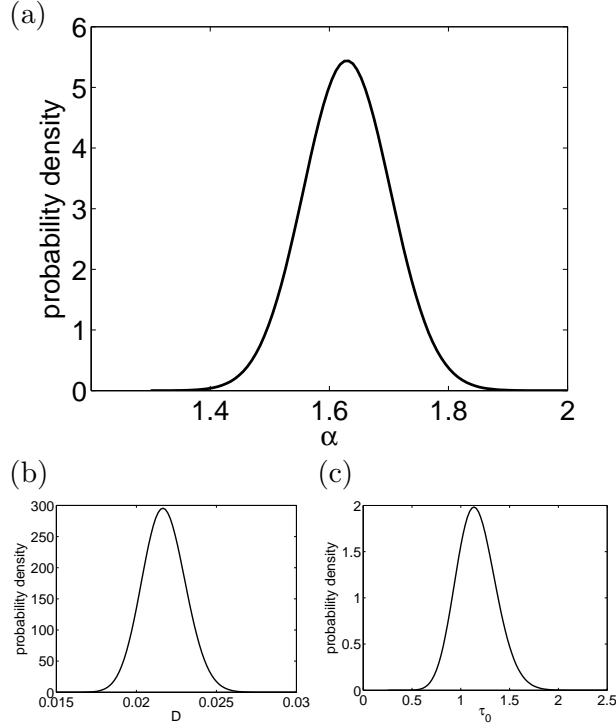 (a)
6
5
4
3
2
1
0
probability density
1.4 1.6 1.8 2
α
(b)
300
250
200
150
100
50
0
probability density
0.015 0.02 0.025 0.03
D
(c)
2
1.5
1
0.5
0
probability density
0 0.5 1 1.5 2 2.5
τ0